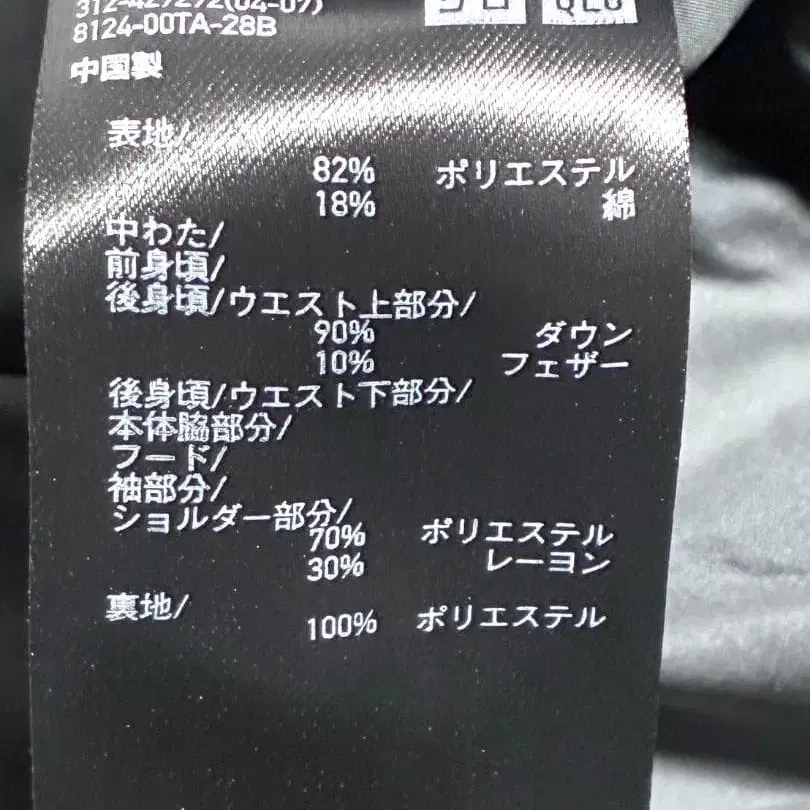 312-429292(04-09)
8124-00TA-28B
中国製
表地/
82% ポリエステル
18% 綿
中わた/
前身頃/
後身頃/ウエスト上部分/
90% ダウン
10% フェザー
後身頃/ウエスト下部分/
本体脇部分/
フード/
袖部分/
ショルダー部分/
70% ポリエステル
30% レーヨン
裏地/
100% ポリエステル